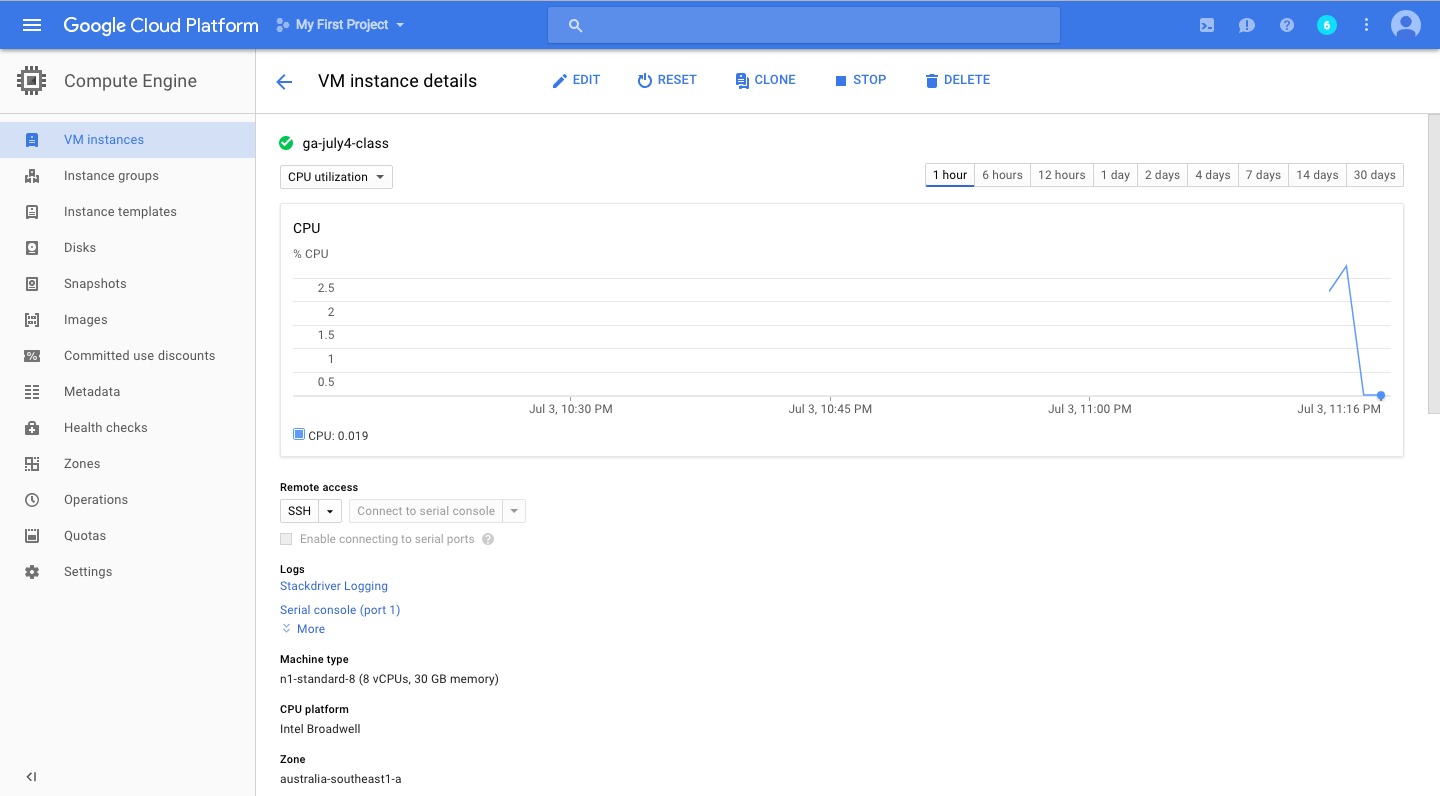 Google Cloud Platform
My First Project
6
Compute Engine
VM instance details
EDIT
RESET
CLONE
STOP
DELETE
VM instances
Instance groups
Instance templates
Disks
Snapshots
Images
Committed use discounts
Metadata
Health checks
Zones
Operations
Quotas
Settings
ga-july4-class
CPU utilization
1 hour
6 hours
12 hours
1 day
2 days
4 days
7 days
14 days
30 days
CPU
% CPU
2.5
2
1.5
1
0.5
Jul 3, 10:30 PM
Jul 3, 10:45 PM
Jul 3, 11:00 PM
Jul 3, 11:16 PM
CPU: 0.019
Remote access
SSH
Connect to serial console
Enable connecting to serial ports ?
Logs
Stackdriver Logging
Serial console (port 1)
More
Machine type
n1-standard-8 (8 vCPUs, 30 GB memory)
CPU platform
Intel Broadwell
Zone
australia-southeast1-a